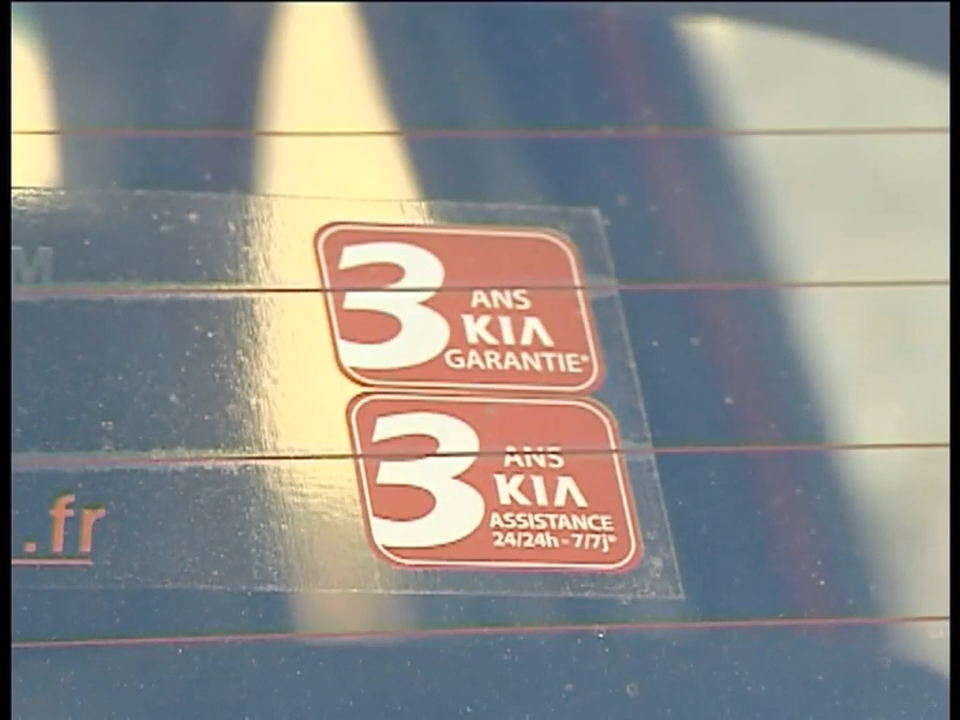 M
3 ANS
KIA
GARANTIE*
3 ANS
KIA
ASSISTANCE
24/24h - 7/7j*
.fr